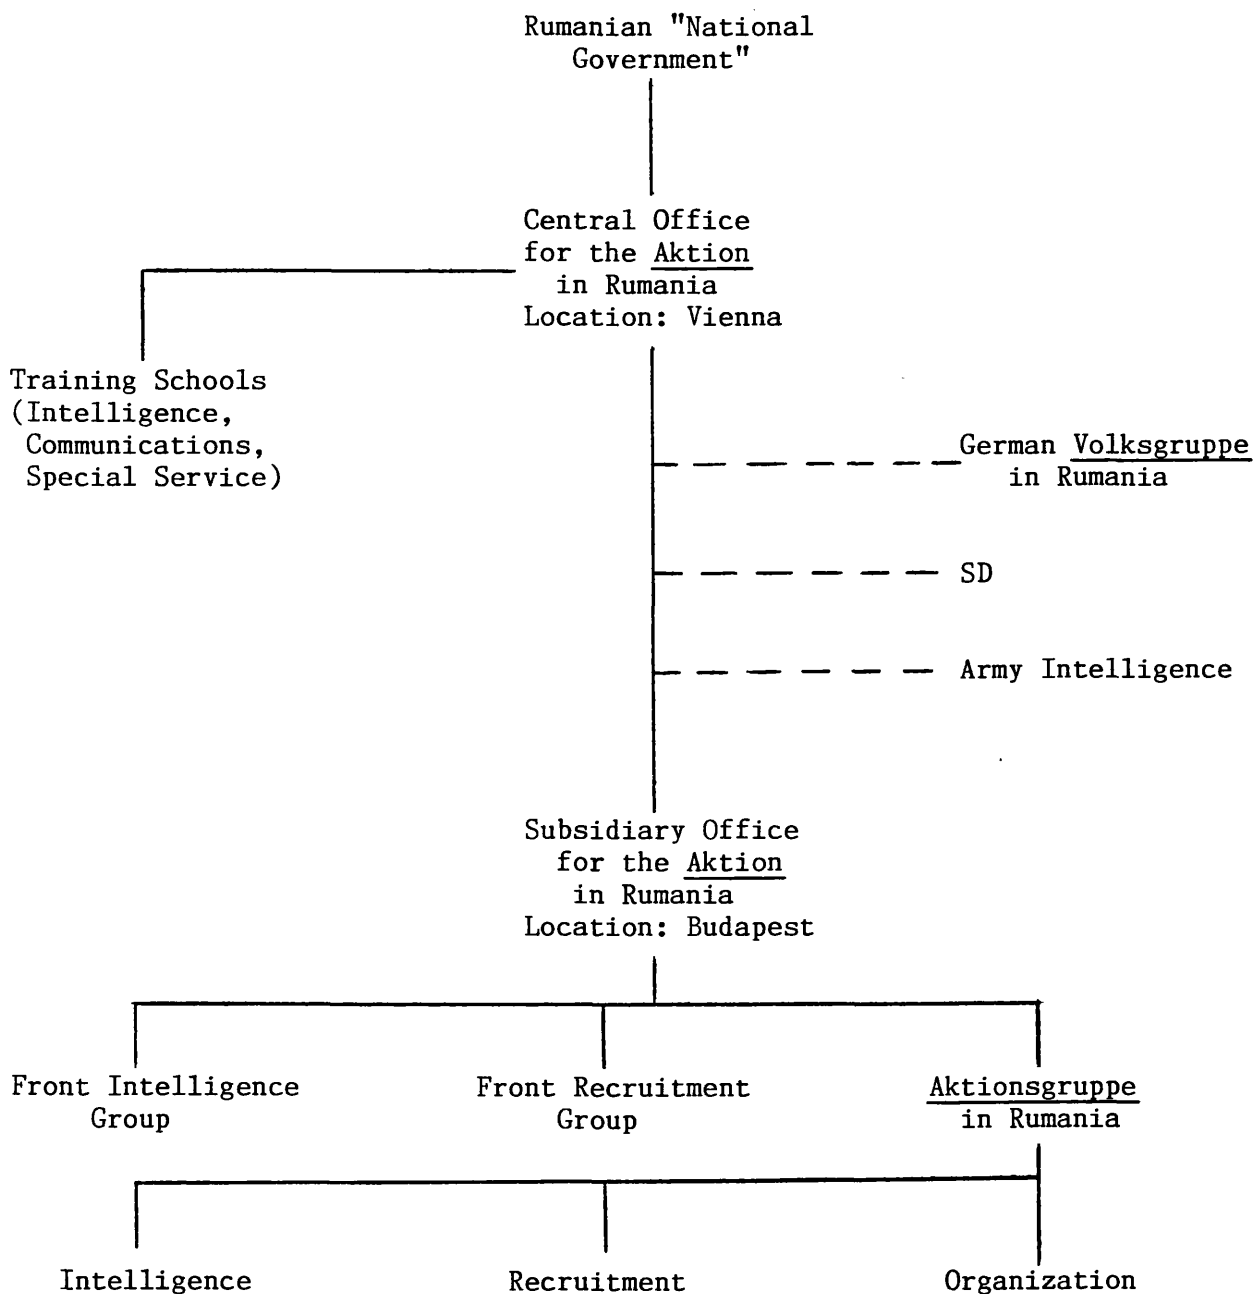 Rumanian "National
Government"
Central Office
for the Aktion
in Rumania
Location: Vienna
Training Schools
(Intelligence,
Communications,
Special Service)
German Volksgruppe
in Rumania
SD
Army Intelligence
Subsidiary Office
for the Aktion
in Rumania
Location: Budapest
Front Intelligence
Group
Front Recruitment
Group
Aktionsgruppe
in Rumania
Intelligence
Recruitment
Organization